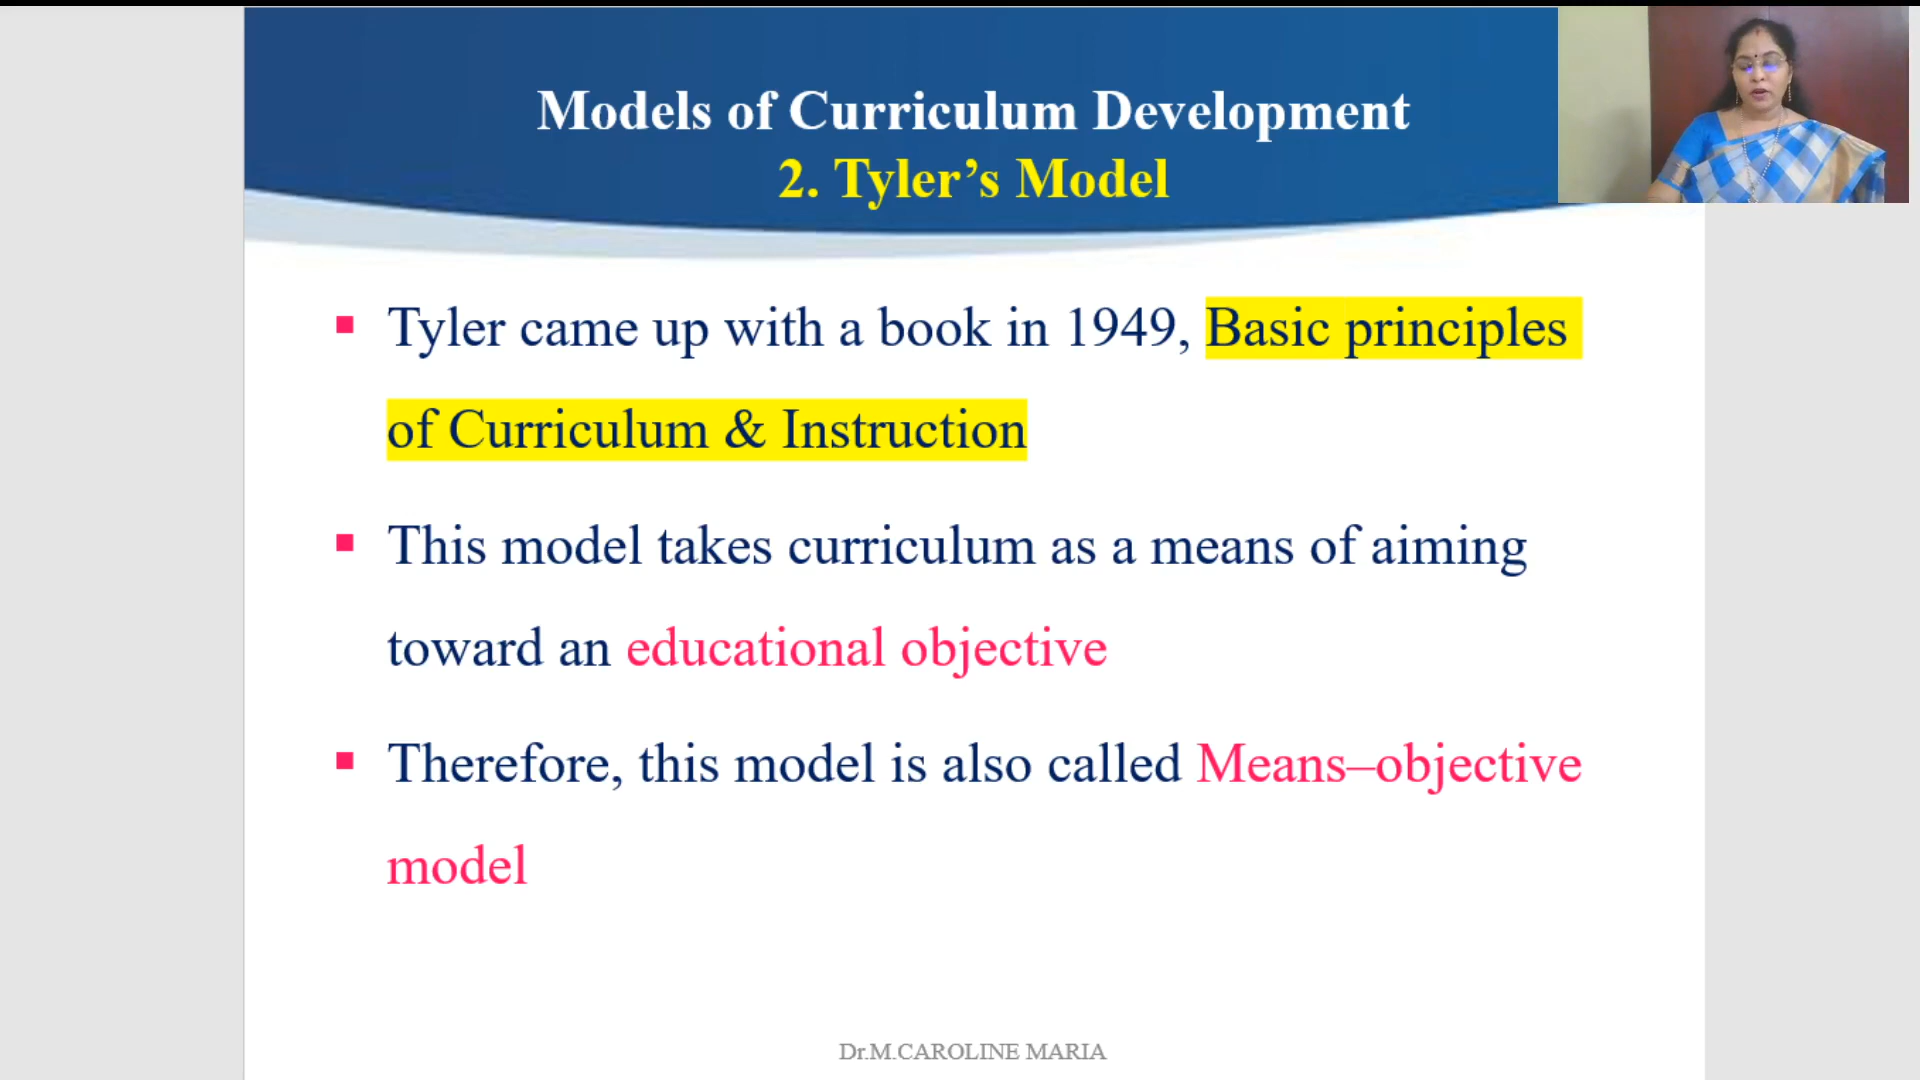 Models of Curriculum Development
2. Tyler’s Model
▪ Tyler came up with a book in 1949, Basic principles
of Curriculum & Instruction
▪ This model takes curriculum as a means of aiming
toward an educational objective
▪ Therefore, this model is also called Means–objective
model
Dr.M.CAROLINE MARIA